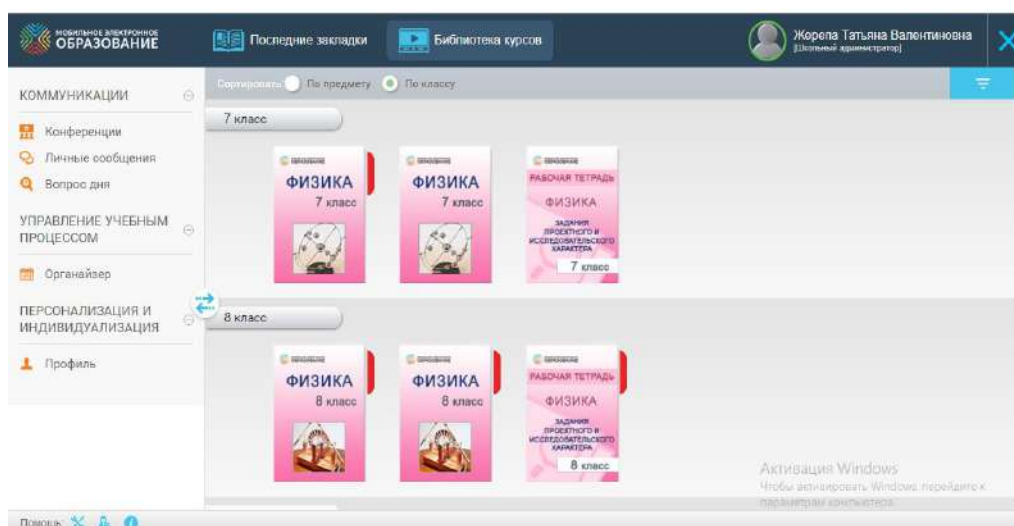 МОБИЛЬНОЕ ЭЛЕКТРОННОЕ
ОБРАЗОВАНИЕ
Последние закладки
Библиотека курсов
Жорела Татьяна Валентиновна
[Школьный администратор]
КОММУНИКАЦИИ
Конференции
Личные сообщения
Вопрос дня
УПРАВЛЕНИЕ УЧЕБНЫМ
ПРОЦЕССОМ
Органайзер
ПЕРСОНАЛИЗАЦИЯ И
ИНДИВИДУАЛИЗАЦИЯ
Профиль
Сортировать: По предмету По классу
7 класс
ФИЗИКА
7 класс
ФИЗИКА
7 класс
РАБОЧАЯ ТЕТРАДЬ
ФИЗИКА
ЗАДАНИЯ
ПРОЕКТНОГО И
ИССЛЕДОВАТЕЛЬСКОГО
ХАРАКТЕРА
7 класс
8 класс
ФИЗИКА
8 класс
ФИЗИКА
8 класс
РАБОЧАЯ ТЕТРАДЬ
ФИЗИКА
ЗАДАНИЯ
ПРОЕКТНОГО И
ИССЛЕДОВАТЕЛЬСКОГО
ХАРАКТЕРА
8 класс
Активация Windows
Чтобы активировать Windows, перейдите к
параметрам компьютера.
Помощь: